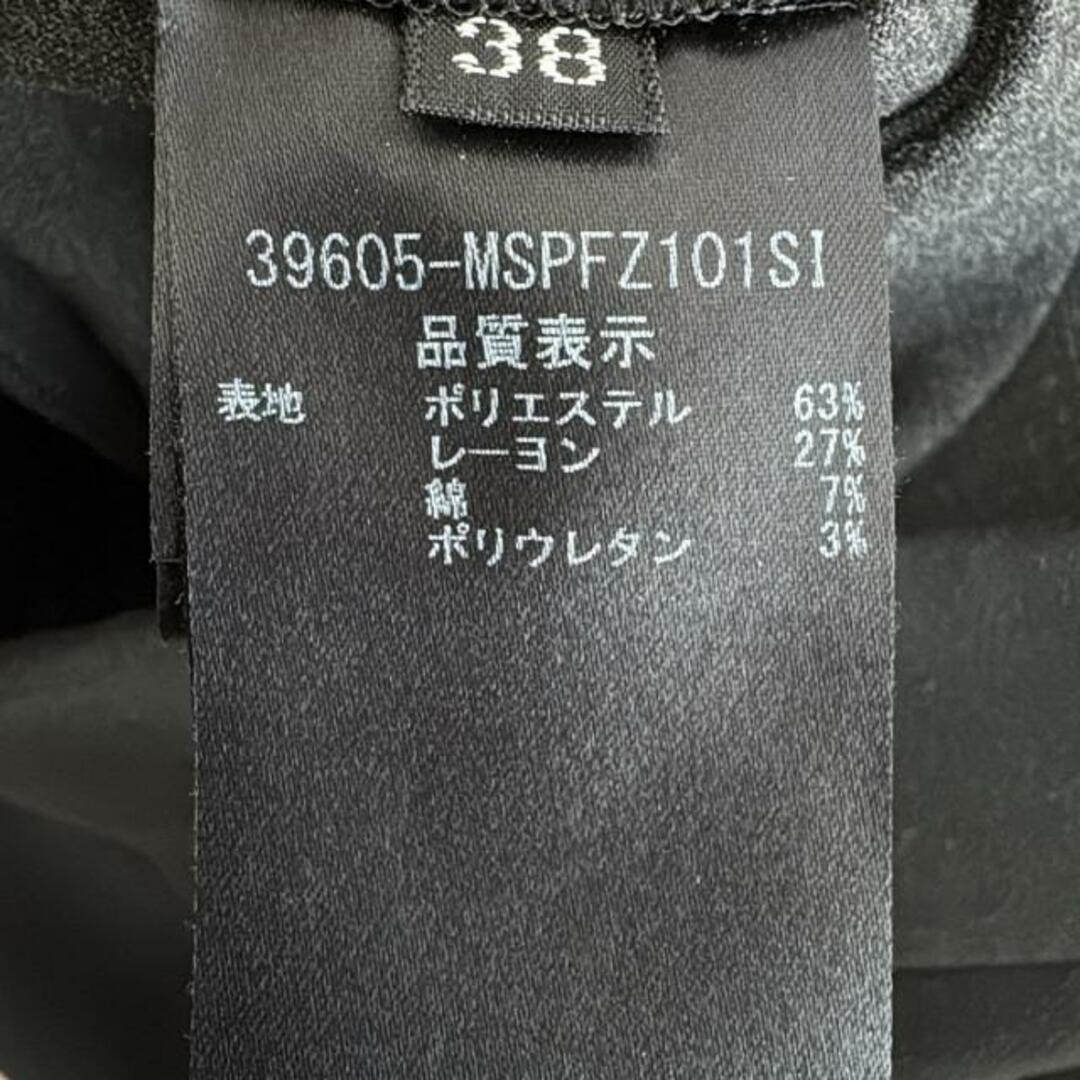 38
39605-MSPFZ101SI
品質表示
表地 ポリエステル 63%
レーヨン 27%
綿 7%
ポリウレタン 3%